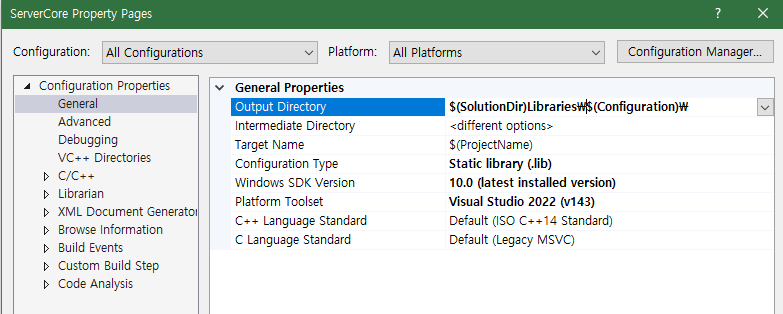 ServerCore Property Pages ? ×
Configuration: All Configurations Platform: All Platforms Configuration Manager...
Configuration Properties
General
Advanced
Debugging
VC++ Directories
C/C++
Librarian
XML Document Generator
Browse Information
Build Events
Custom Build Step
Code Analysis
General Properties
Output Directory $(SolutionDir)Libraries₩$(Configuration)₩
Intermediate Directory <different options>
Target Name $(ProjectName)
Configuration Type Static library (.lib)
Windows SDK Version 10.0 (latest installed version)
Platform Toolset Visual Studio 2022 (v143)
C++ Language Standard Default (ISO C++14 Standard)
C Language Standard Default (Legacy MSVC)